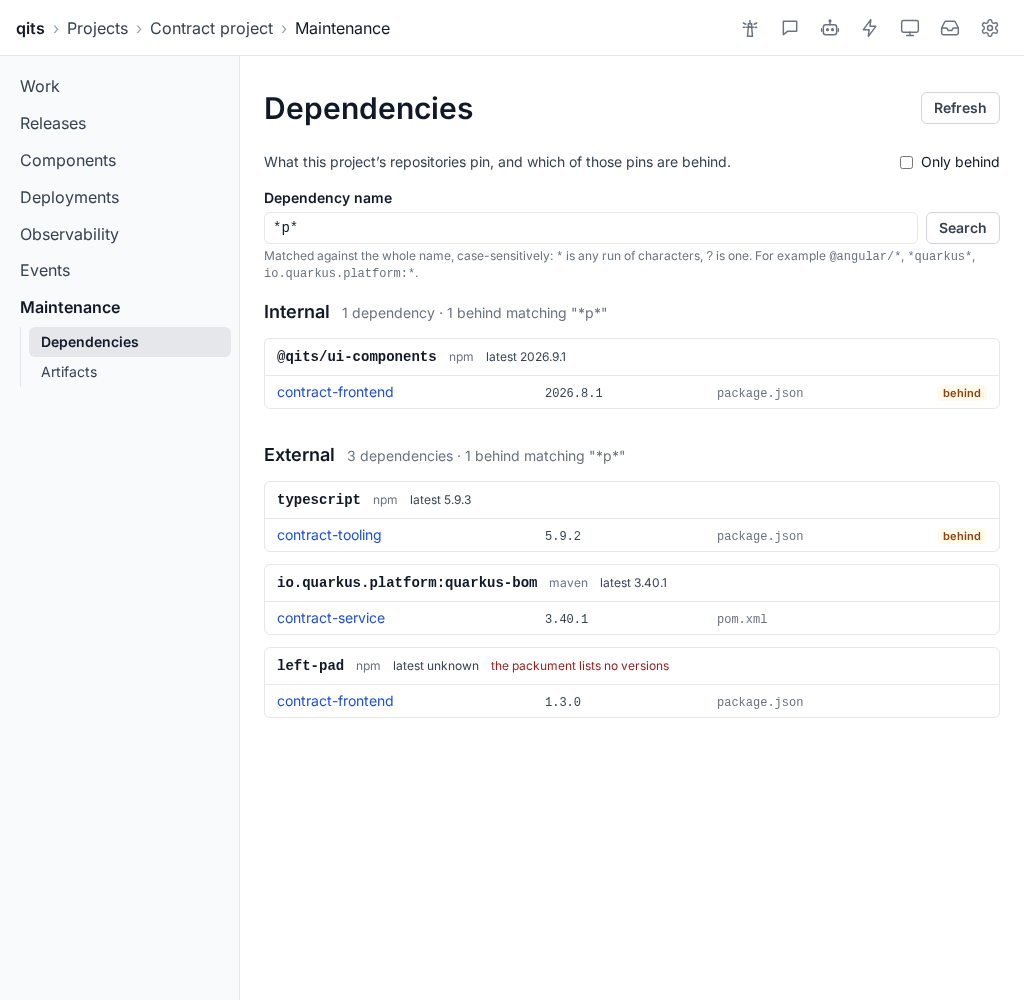 qits › Projects › Contract project › Maintenance
Work
Releases
Components
Deployments
Observability
Events
Maintenance
Dependencies
Artifacts
Dependencies
Refresh
What this project’s repositories pin, and which of those pins are behind.
Only behind
Dependency name
*p*
Search
Matched against the whole name, case-sensitively: * is any run of characters, ? is one. For example @angular/*, *quarkus*,
io.quarkus.platform:*.
Internal 1 dependency · 1 behind matching "*p*"
@qits/ui-components npm latest 2026.9.1
contract-frontend 2026.8.1 package.json behind
External 3 dependencies · 1 behind matching "*p*"
typescript npm latest 5.9.3
contract-tooling 5.9.2 package.json behind
io.quarkus.platform:quarkus-bom maven latest 3.40.1
contract-service 3.40.1 pom.xml
left-pad npm latest unknown the packument lists no versions
contract-frontend 1.3.0 package.json